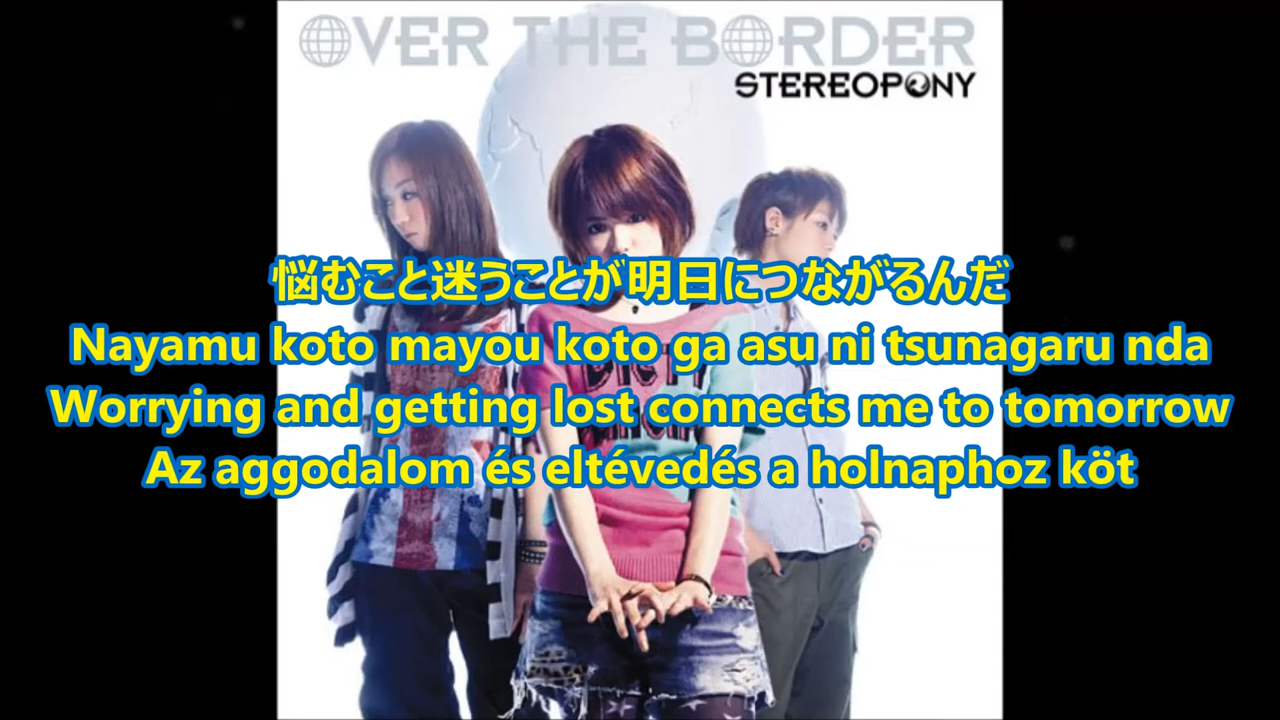 OVER THE BORDER
STEREOPONY
悩むこと迷うことが明日につながるんだ
Nayamu koto mayou koto ga asu ni tsunagaru nda
Worrying and getting lost connects me to tomorrow
Az aggodalom és eltévedés a holnaphoz köt